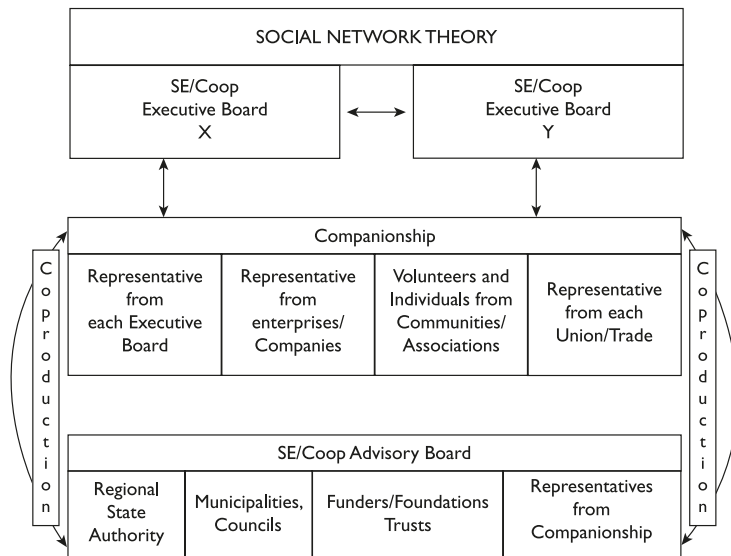 SOCIAL NETWORK THEORY
SE/Coop
Executive Board
X
SE/Coop
Executive Board
Y
Coproduction
Companionship
Representative
from
each Executive
Board
Representative
from
enterprises/
Companies
Volunteers and
Individuals from
Communities/
Associations
Representative
from each
Union/Trade
Coproduction
SE/Coop Advisory Board
Regional
State
Authority
Municipalities,
Councils
Funders/Foundations
Trusts
Representatives
from
Companionship